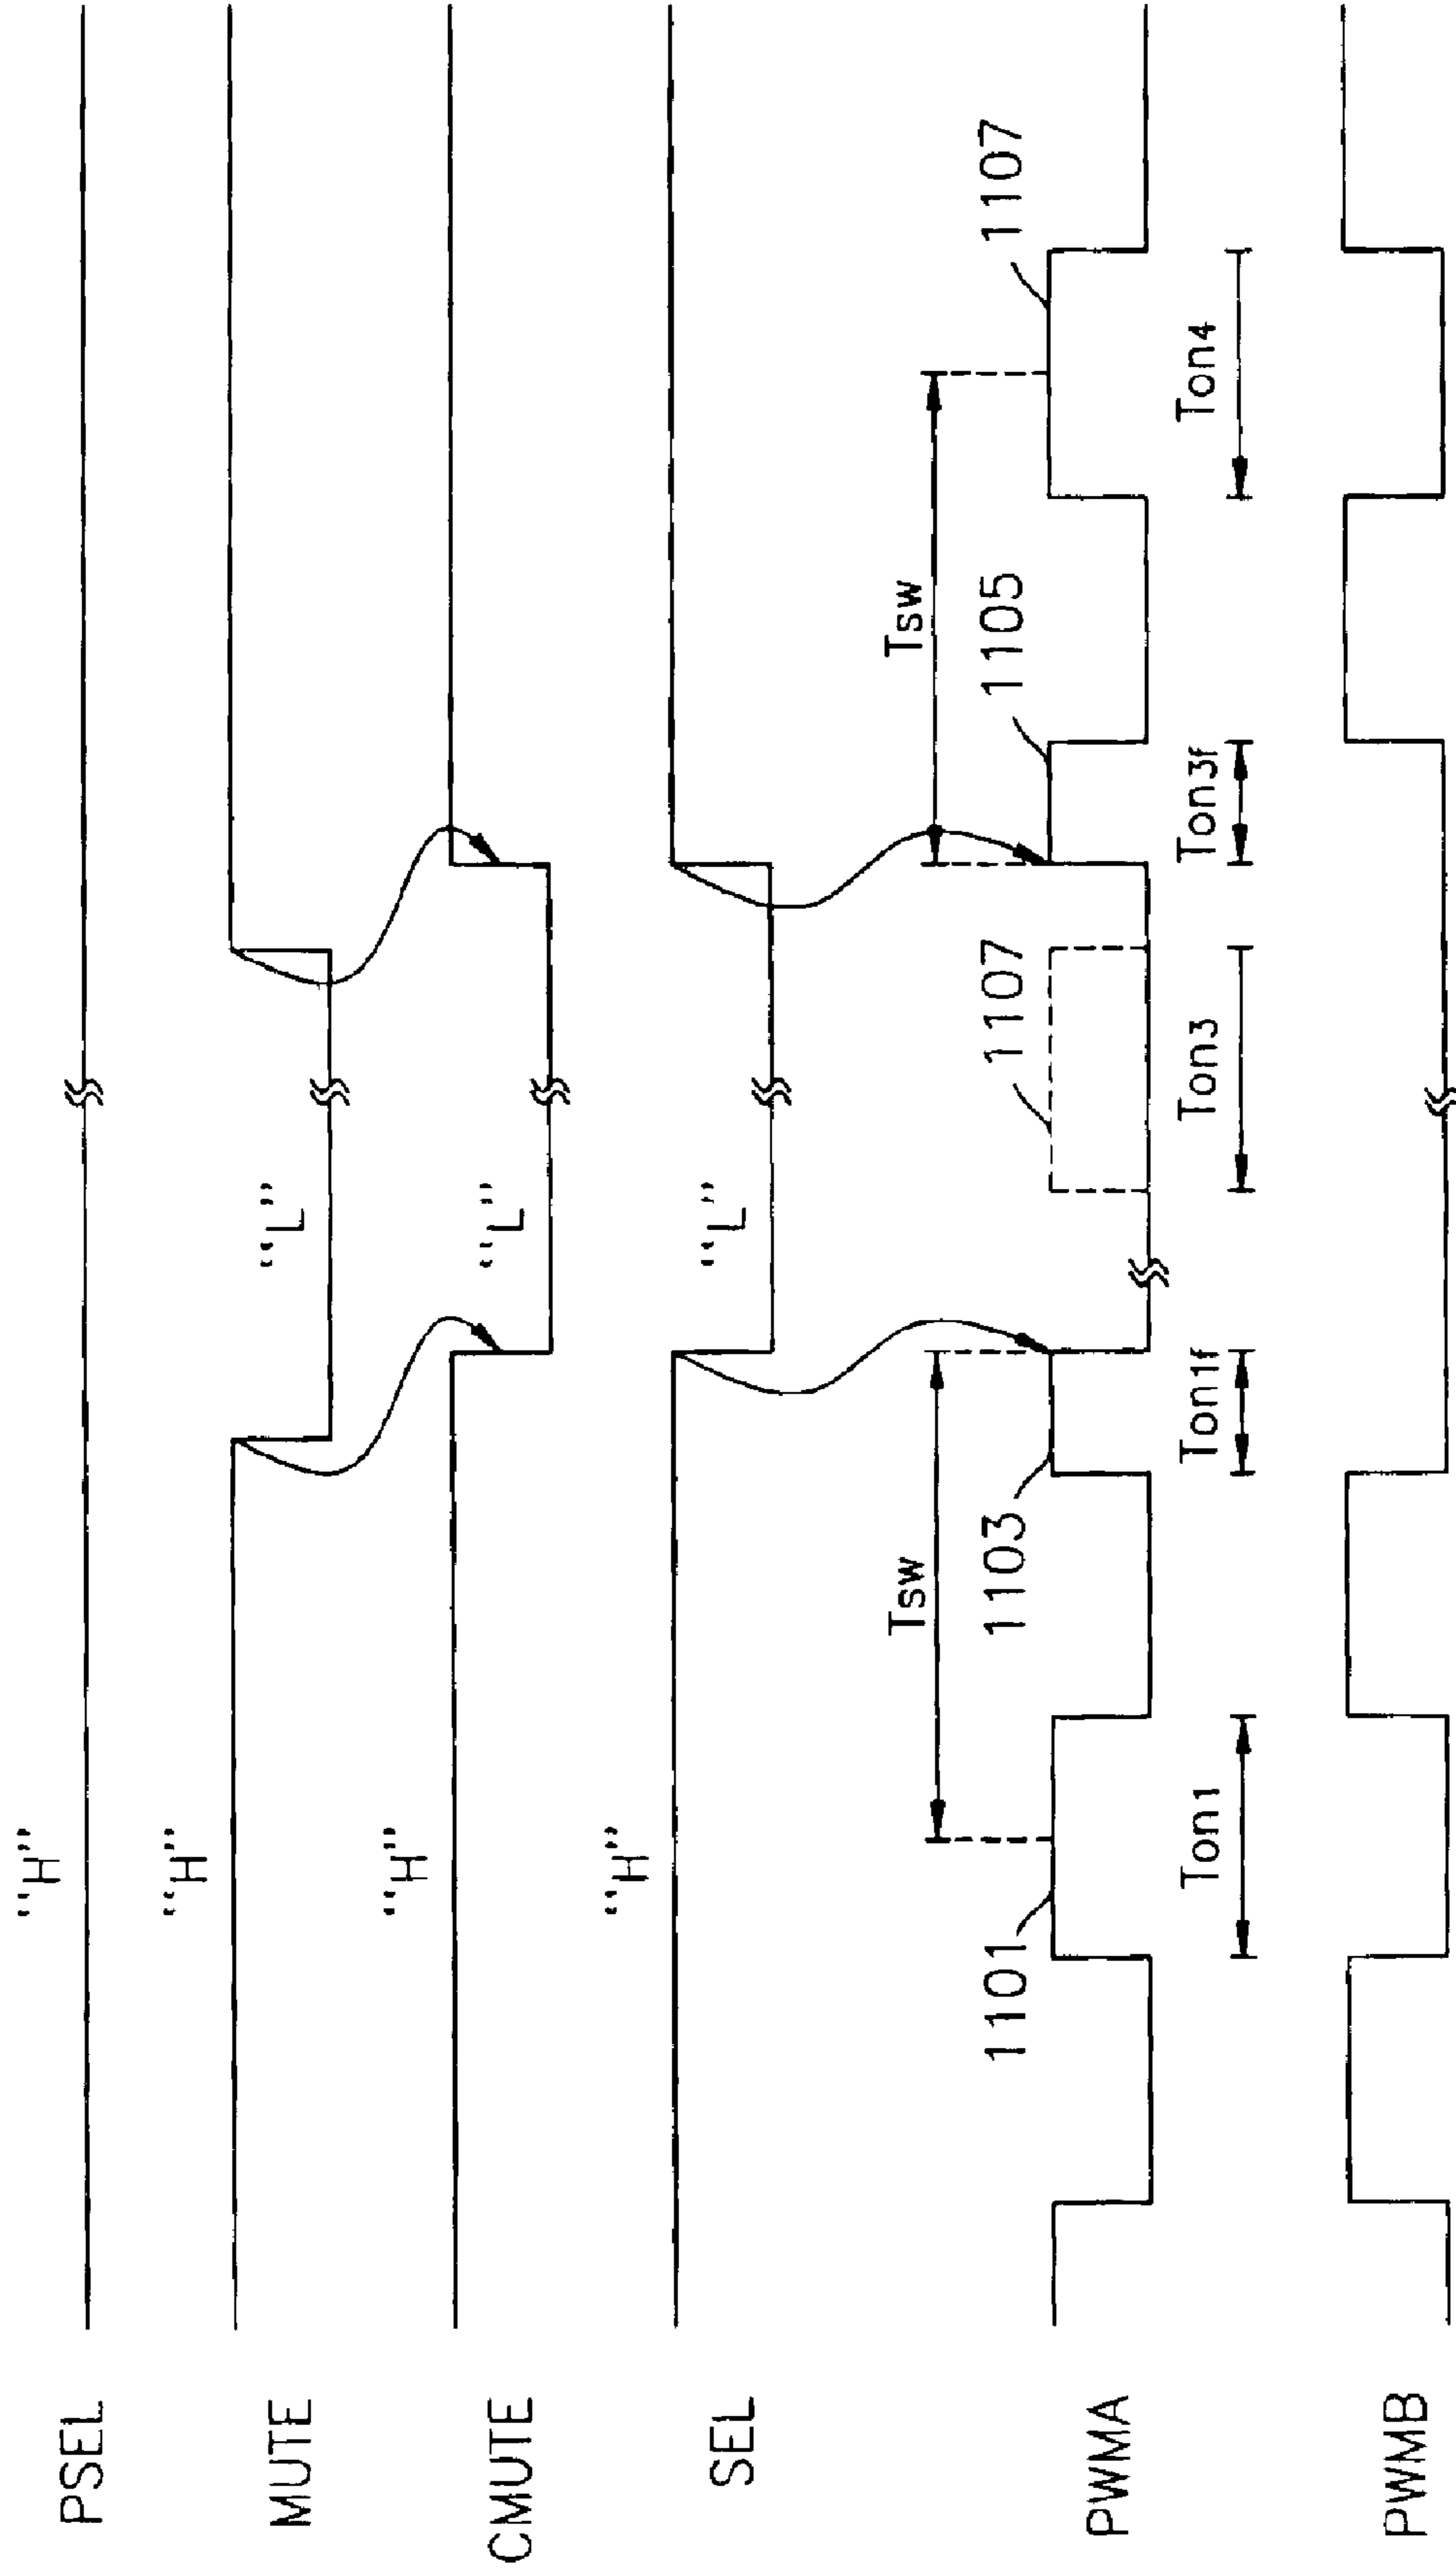 PSEL "H"
MUTE "H" "L"
CMUTE "H" "L"
SEL "H" "L"
Tsw Tsw
PWMA 1101 1103 1107 1105 1107
Ton1 Ton1f Ton3 Ton3f Ton4
PWMB